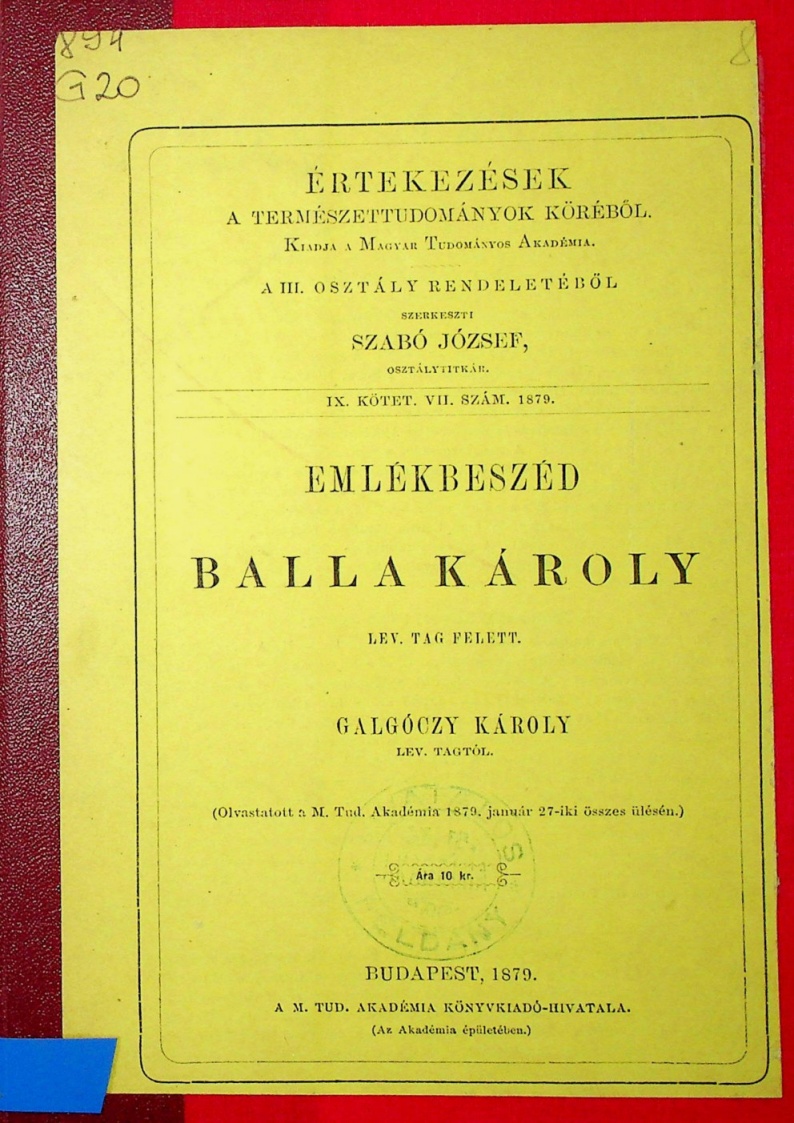 894
G20
8
ÉRTEKEZÉSEK
A TERMÉSZETTUDOMÁNYOK KÖRÉBŐL.
KIADJA A MAGYAR TUDOMÁNYOS AKADÉMIA.
A III. OSZTÁLY RENDELETÉBŐL
SZERKESZTI
SZABÓ JÓZSEF,
OSZTÁLYTITKÁR.
IX. KÖTET. VII. SZÁM. 1879.
EMLÉKBESZÉD
BALLA KÁROLY
LEV. TAG FELETT.
GALGÓCZY KÁROLY
LEV. TAGTÓL.
(Olvastatott a M. Tud. Akadémia 1879. január 27-iki összes ülésén.)
Ára 10 kr.
BUDAPEST, 1879.
A M. TUD. AKADÉMIA KÖNYVKIADÓ-HIVATALA.
(Az Akadémia épületében.)